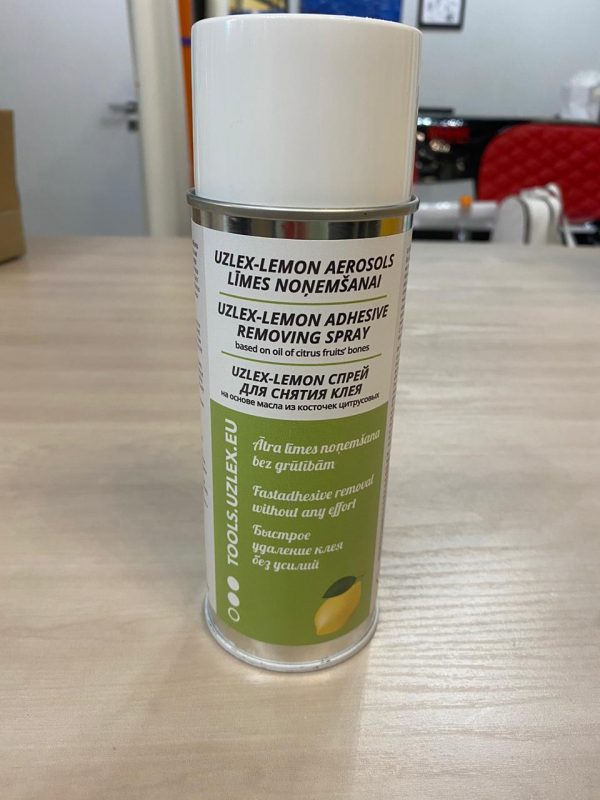 UZLEX-LEMON AEROSOLS
LĪMES NOŅEMŠANAI
UZLEX-LEMON ADHESIVE
REMOVING SPRAY
based on oil of citrus fruits' bones
UZLEX-LEMON СПРЕЙ
ДЛЯ СНЯТИЯ КЛЕЯ
на основе масла из косточек цитрусовых
Ātra līmes noņemšana
bez grūtībām
Fastadhesive removal
without any effort
Быстрое
удаление клея
без усилий
TOOLS.UZLEX.EU